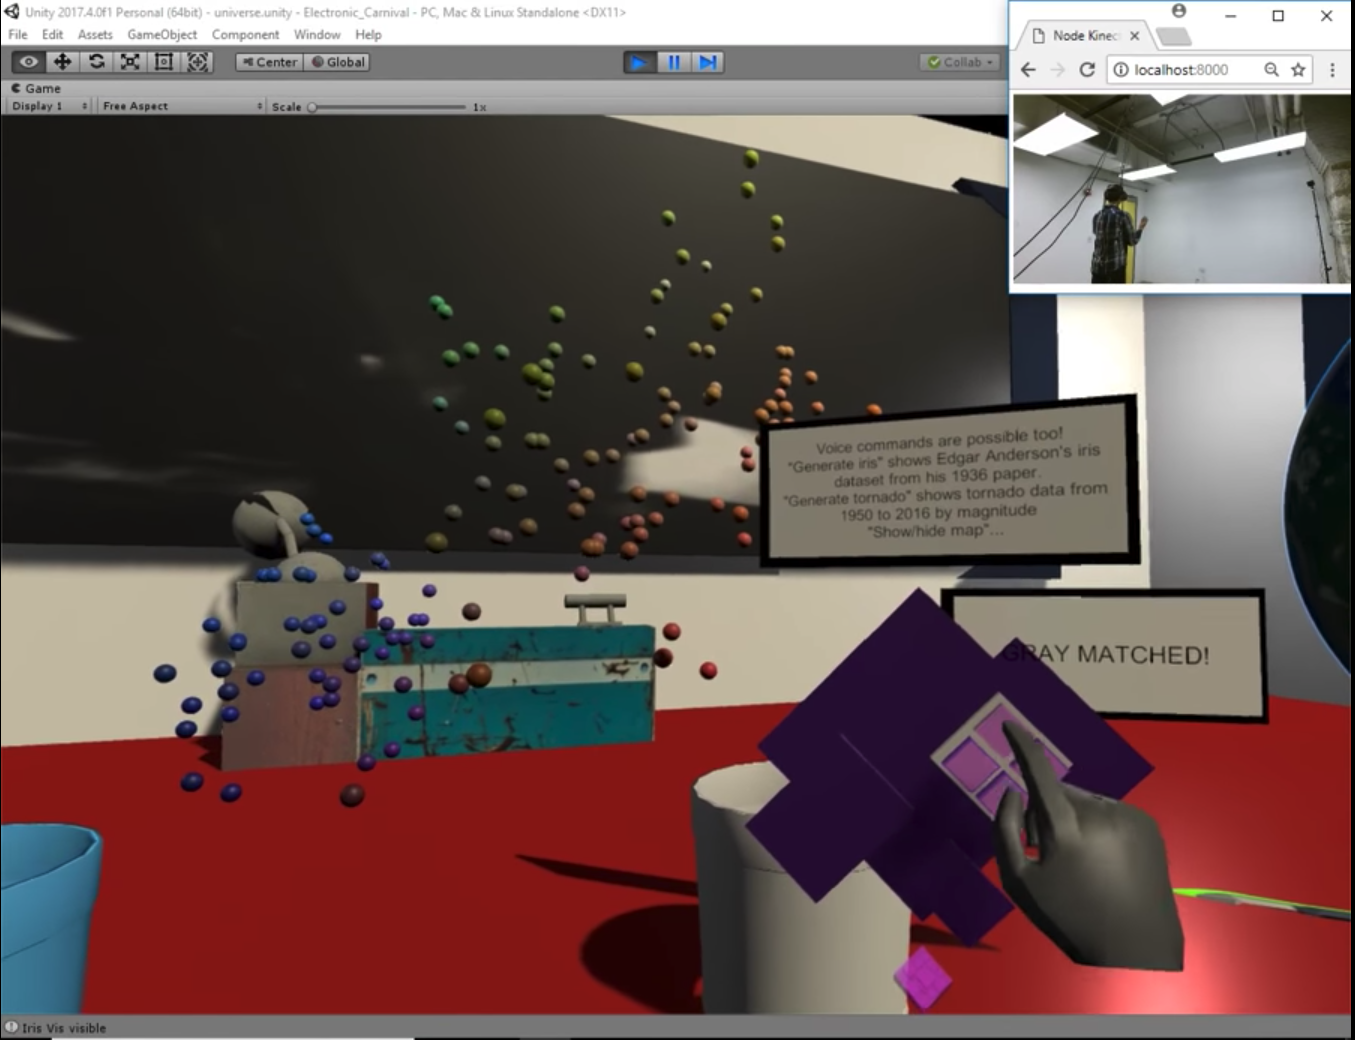 Unity 2017.4.0f1 Personal (64bit) - universe.unity - Electronic_Carnival - PC, Mac & Linux Standalone <DX11>
File Edit Assets GameObject Component Window Help
Center Global Collab
Game
Display 1 Free Aspect Scale 1x
Node Kinec
localhost:8000
Voice commands are possible too!
"Generate iris" shows Edgar Anderson's iris
dataset from his 1936 paper.
"Generate tornado" shows tornado data from
1950 to 2016 by magnitude
"Show/hide map"...
GRAY MATCHED!
Iris Vis visible